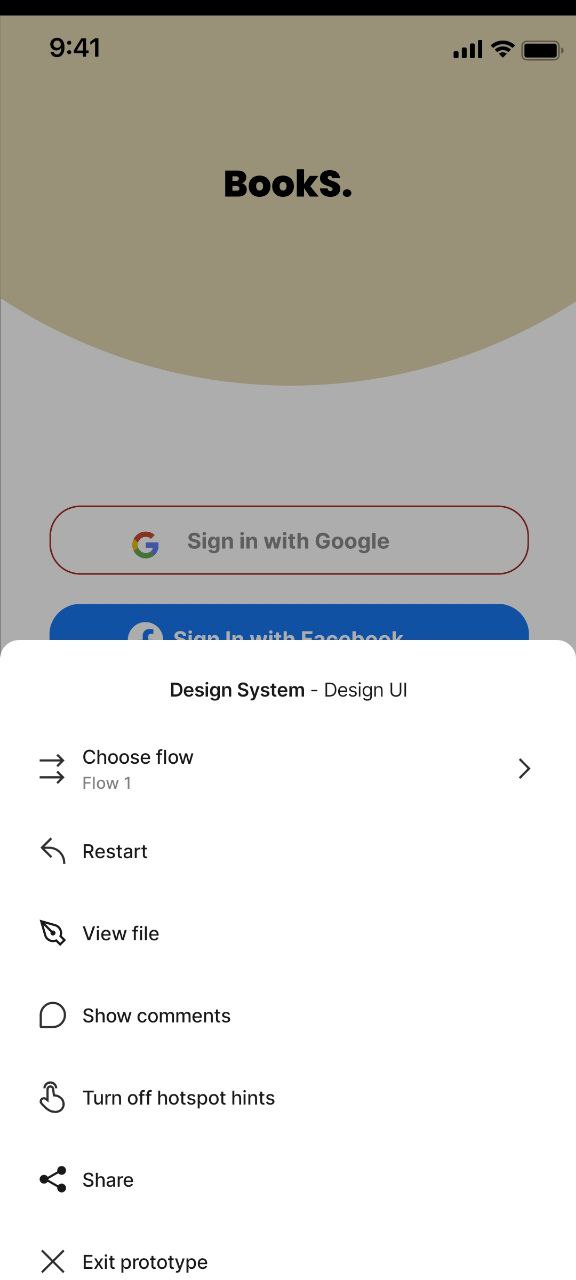 9:41
BookS.
Sign in with Google
Sign In with Facebook
Design System - Design UI
Choose flow
Flow 1
Restart
View file
Show comments
Turn off hotspot hints
Share
Exit prototype